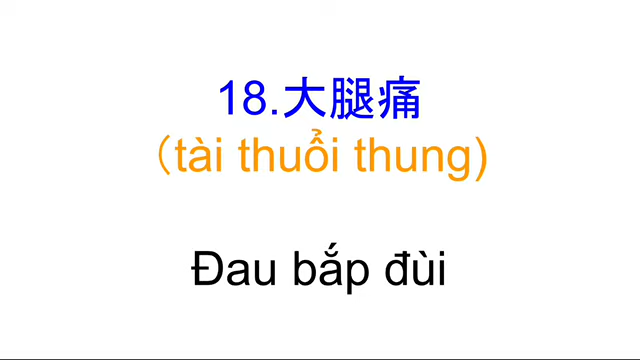 18.大腿痛
（tài thuổi thung)
Đau bắp đùi